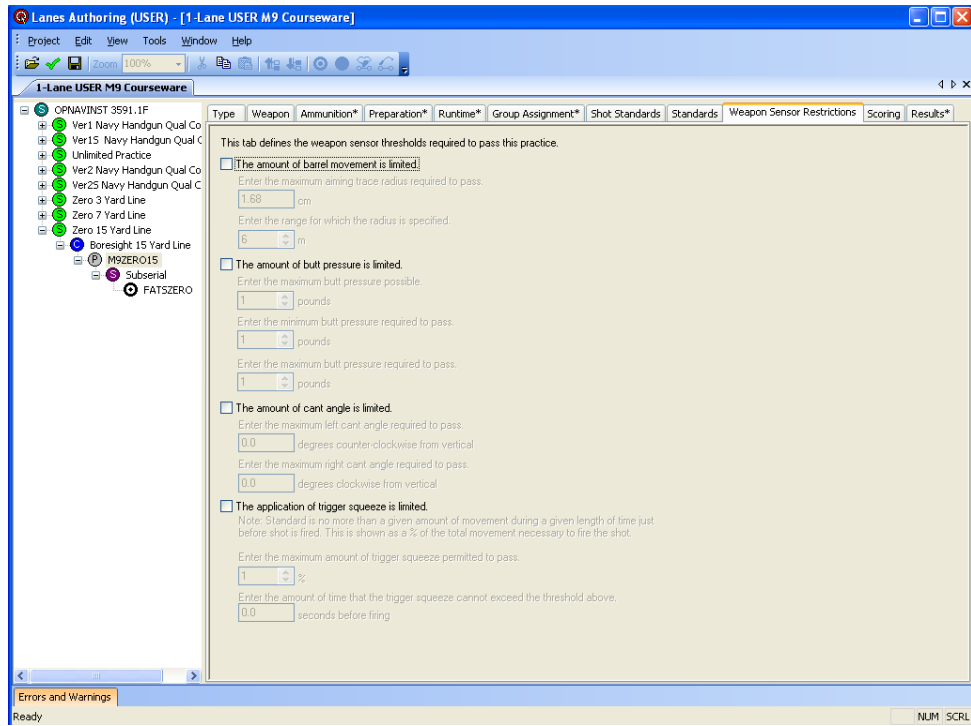 Lanes Authoring (USER) - [1-Lane USER M9 Courseware]
Project Edit View Tools Window Help
Zoom 100%
1-Lane USER M9 Courseware
OPNAVINST 3591.1F
Ver1 Navy Handgun Qual Co
Ver1S Navy Handgun Qual C
Unlimited Practice
Ver2 Navy Handgun Qual Co
Ver2S Navy Handgun Qual C
Zero 3 Yard Line
Zero 7 Yard Line
Zero 15 Yard Line
Boresight 15 Yard Line
M9ZERO15
Subserial
FATSZERO
Type Weapon Ammunition* Preparation* Runtime* Group Assignment* Shot Standards Standards Weapon Sensor Restrictions Scoring Results*
This tab defines the weapon sensor thresholds required to pass this practice.
The amount of barrel movement is limited.
Enter the maximum aiming trace radius required to pass.
1.68 cm
Enter the range for which the radius is specified.
6 m
The amount of butt pressure is limited.
Enter the maximum butt pressure possible.
1 pounds
Enter the minimum butt pressure required to pass.
1 pounds
Enter the maximum butt pressure required to pass.
1 pounds
The amount of cant angle is limited.
Enter the maximum left cant angle required to pass.
0.0 degrees counter-clockwise from vertical
Enter the maximum right cant angle required to pass.
0.0 degrees clockwise from vertical
The application of trigger squeeze is limited.
Note: Standard is no more than a given amount of movement during a given length of time just
before shot is fired. This is shown as a % of the total movement necessary to fire the shot.
Enter the maximum amount of trigger squeeze permitted to pass.
1 %
Enter the amount of time that the trigger squeeze cannot exceed the threshold above.
0.0 seconds before firing
Errors and Warnings
Ready NUM SCRL